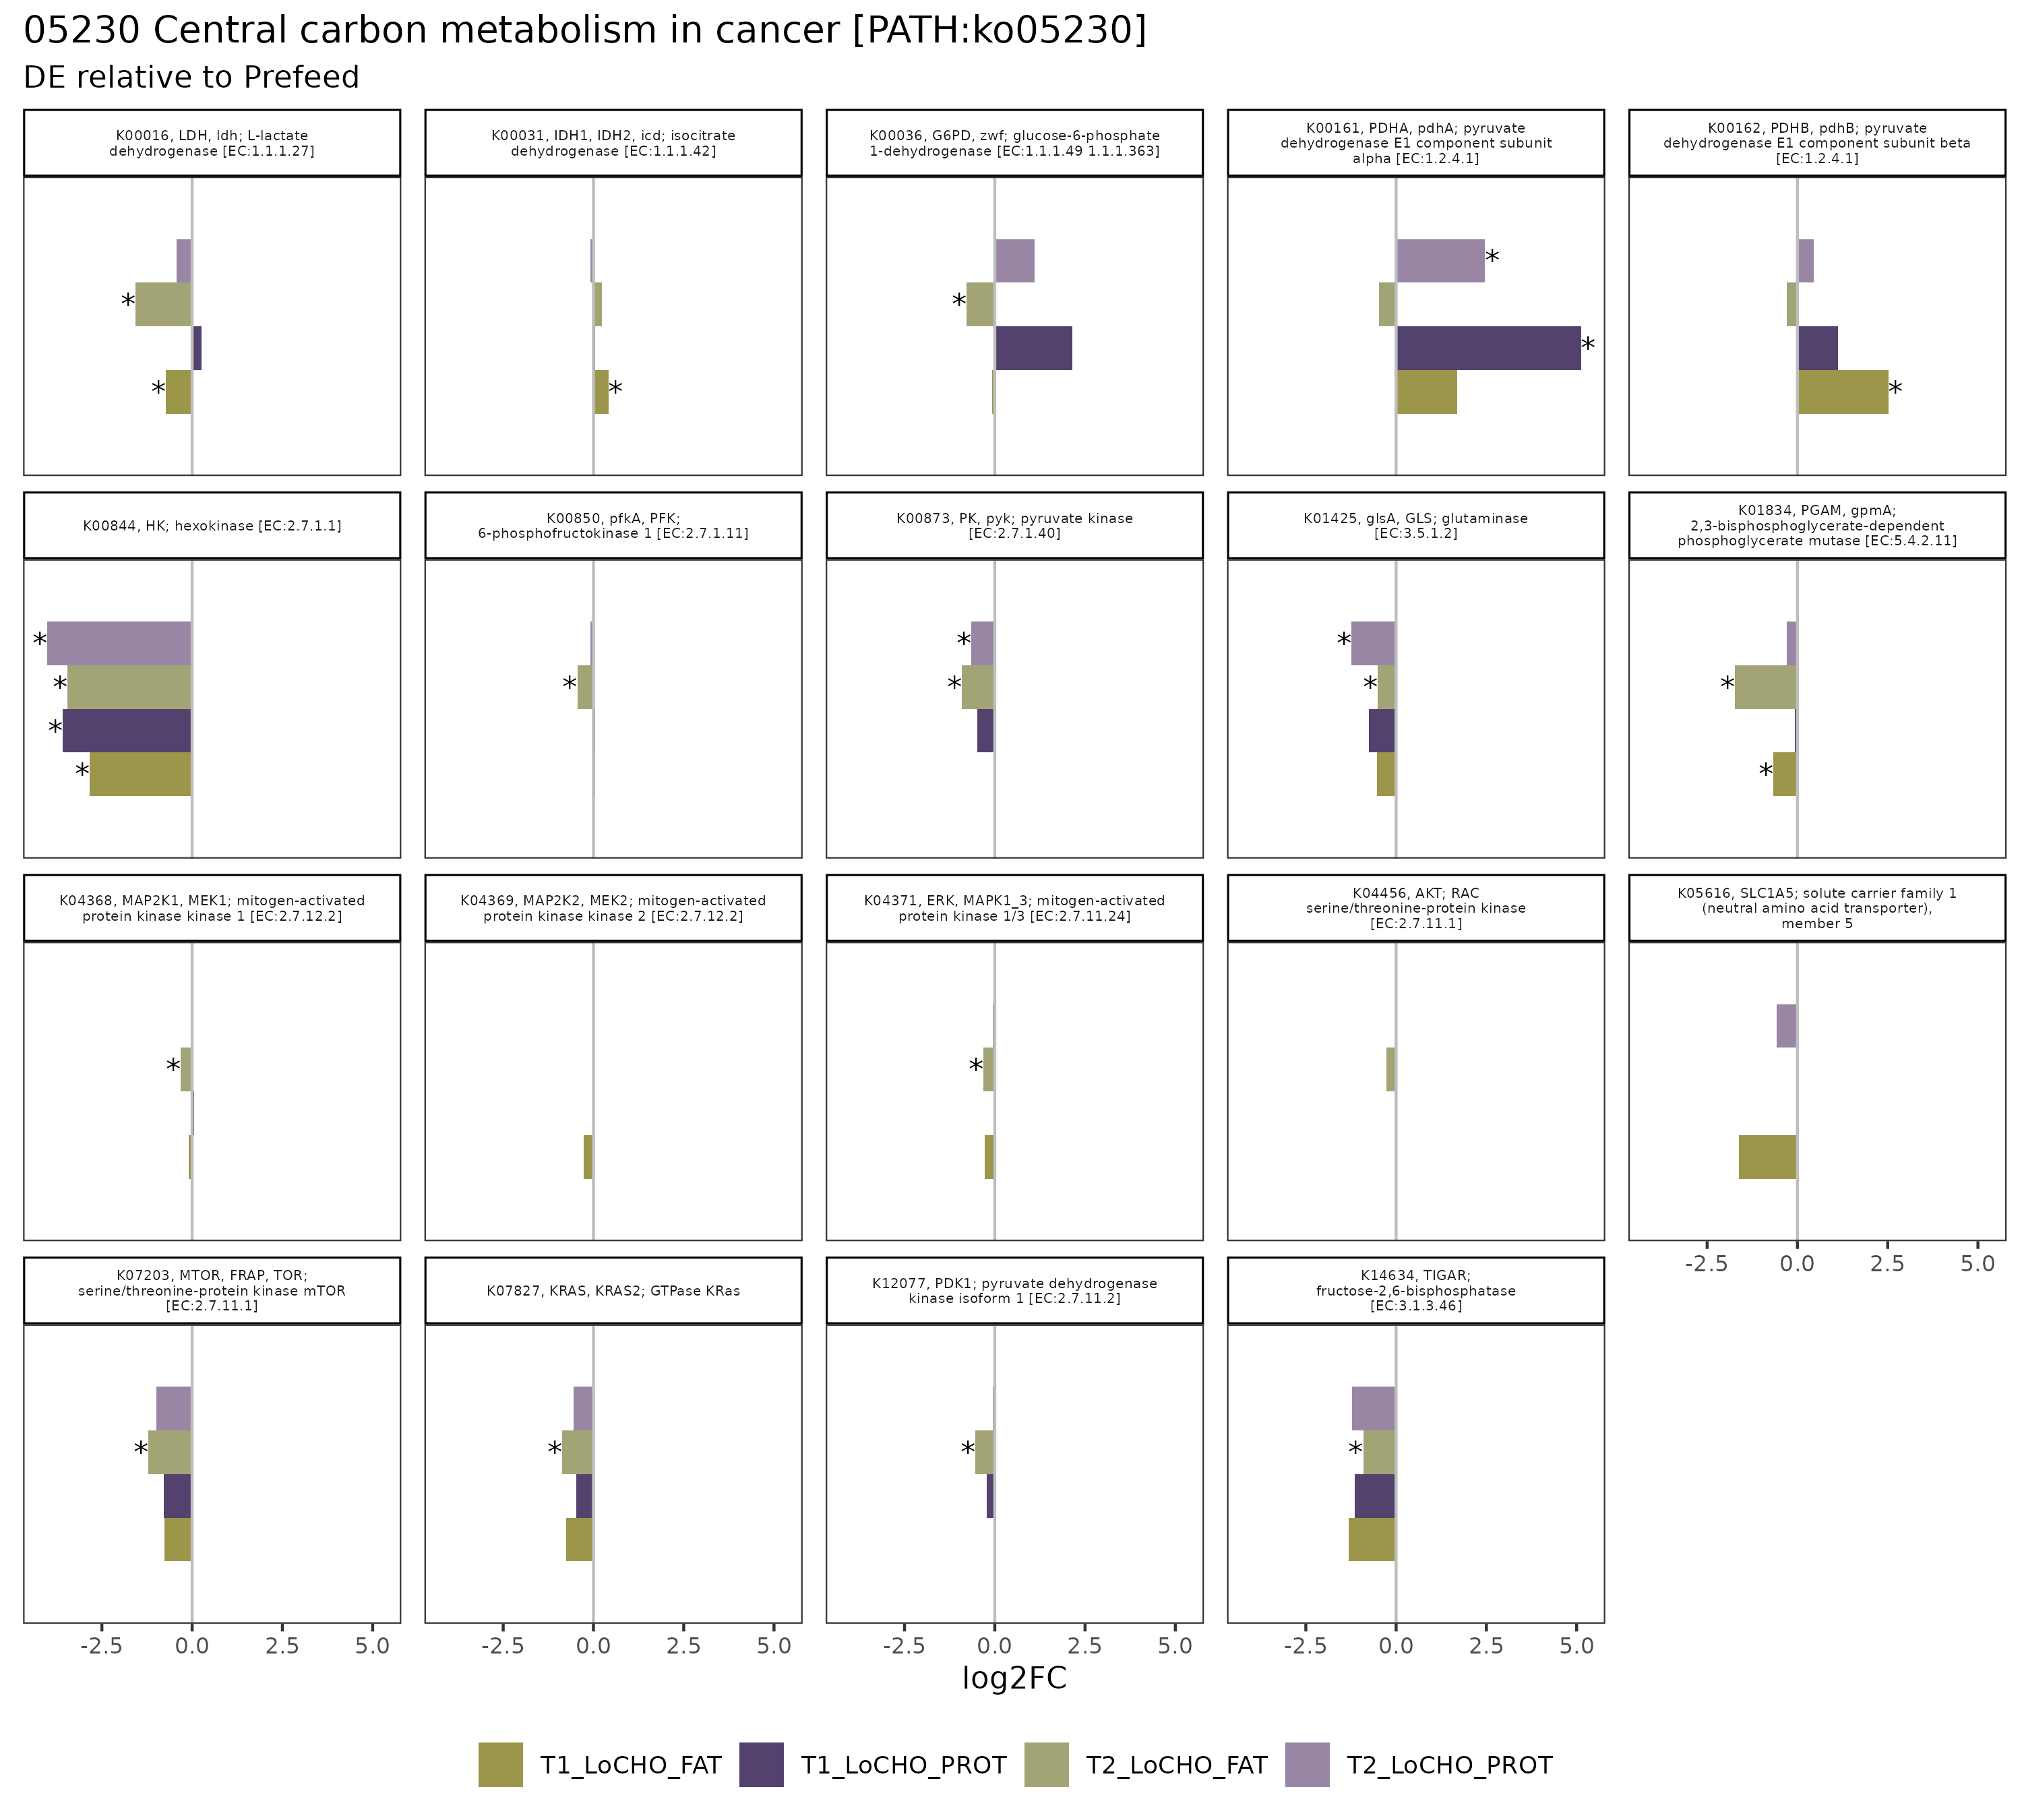 05230 Central carbon metabolism in cancer [PATH:ko05230]
DE relative to Prefeed
K00016, LDH, ldh; L-lactate
dehydrogenase [EC:1.1.1.27]
K00031, IDH1, IDH2, icd; isocitrate
dehydrogenase [EC:1.1.1.42]
K00036, G6PD, zwf; glucose-6-phosphate
1-dehydrogenase [EC:1.1.1.49 1.1.1.363]
K00161, PDHA, pdhA; pyruvate
dehydrogenase E1 component subunit
alpha [EC:1.2.4.1]
K00162, PDHB, pdhB; pyruvate
dehydrogenase E1 component subunit beta
[EC:1.2.4.1]
*
*
*
*
*
*
*
K00844, HK; hexokinase [EC:2.7.1.1]
K00850, pfkA, PFK;
6-phosphofructokinase 1 [EC:2.7.1.11]
K00873, PK, pyk; pyruvate kinase
[EC:2.7.1.40]
K01425, glsA, GLS; glutaminase
[EC:3.5.1.2]
K01834, PGAM, gpmA;
2,3-bisphosphoglycerate-dependent
phosphoglycerate mutase [EC:5.4.2.11]
*
*
*
*
*
*
*
*
*
*
*
K04368, MAP2K1, MEK1; mitogen-activated
protein kinase kinase 1 [EC:2.7.12.2]
K04369, MAP2K2, MEK2; mitogen-activated
protein kinase kinase 2 [EC:2.7.12.2]
K04371, ERK, MAPK1_3; mitogen-activated
protein kinase 1/3 [EC:2.7.11.24]
K04456, AKT; RAC
serine/threonine-protein kinase
[EC:2.7.11.1]
K05616, SLC1A5; solute carrier family 1
(neutral amino acid transporter),
member 5
*
*
-2.5 0.0 2.5 5.0
K07203, MTOR, FRAP, TOR;
serine/threonine-protein kinase mTOR
[EC:2.7.11.1]
K07827, KRAS, KRAS2; GTPase KRas
K12077, PDK1; pyruvate dehydrogenase
kinase isoform 1 [EC:2.7.11.2]
K14634, TIGAR;
fructose-2,6-bisphosphatase
[EC:3.1.3.46]
*
*
*
*
-2.5 0.0 2.5 5.0
-2.5 0.0 2.5 5.0
-2.5 0.0 2.5 5.0
-2.5 0.0 2.5 5.0
log2FC
T1_LoCHO_FAT
T1_LoCHO_PROT
T2_LoCHO_FAT
T2_LoCHO_PROT